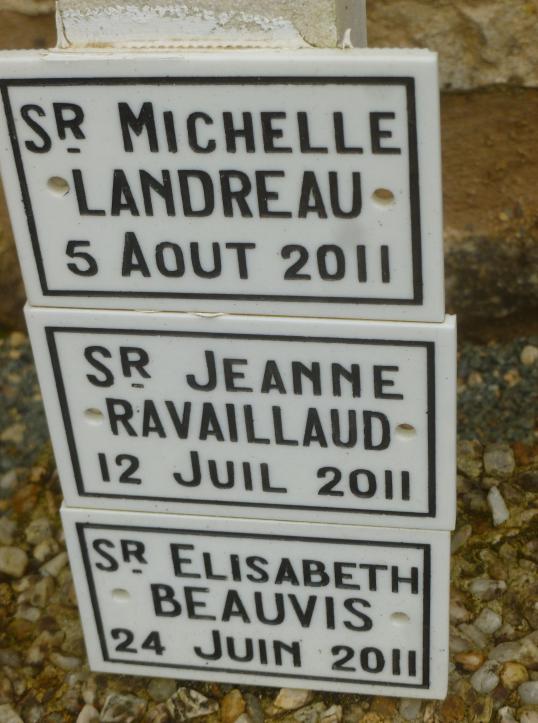 SR MICHELLE
LANDREAU
5 AOUT 2011
SR JEANNE
RAVAILLAUD
12 JUIL 2011
SR ELISABETH
BEAUVIS
24 JUIN 2011